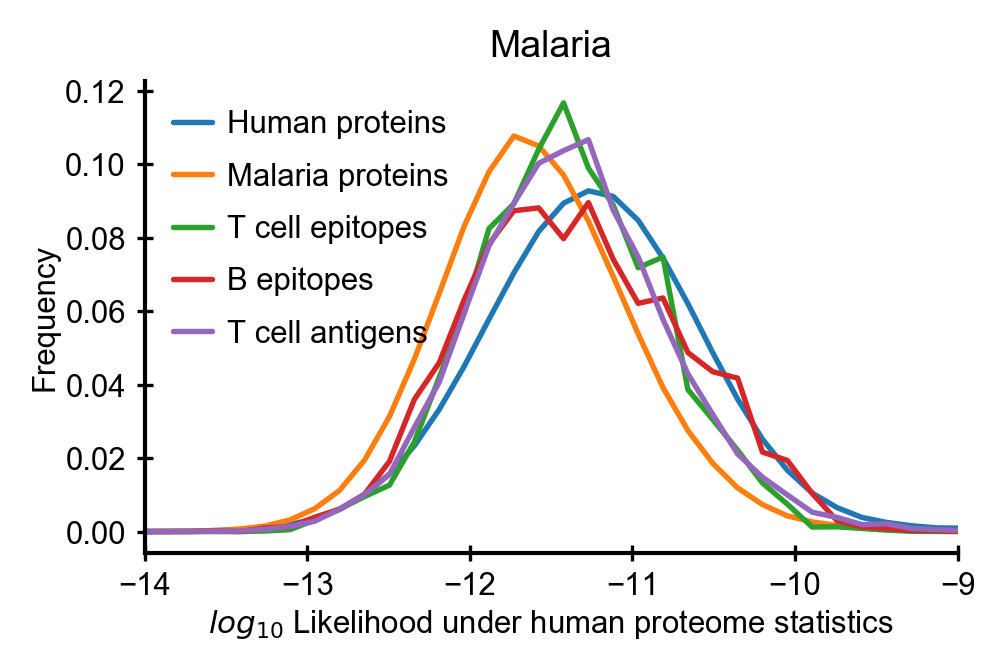 Malaria
0.12
0.10
0.08
0.06
0.04
0.02
0.00
Frequency
Human proteins
Malaria proteins
T cell epitopes
B epitopes
T cell antigens
−14 −13 −12 −11 −10 −9
log10 Likelihood under human proteome statistics